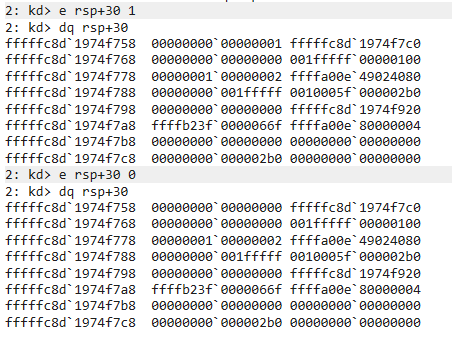 2: kd> e rsp+30 1
2: kd> dq rsp+30
fffffc8d`1974f758  00000000`00000001 fffffc8d`1974f7c0
fffffc8d`1974f768  00000000`00000000 001fffff`00000100
fffffc8d`1974f778  00000001`00000002 ffffa00e`49024080
fffffc8d`1974f788  00000000`001fffff 0010005f`000002b0
fffffc8d`1974f798  00000000`00000000 fffffc8d`1974f920
fffffc8d`1974f7a8  ffffb23f`0000066f ffffa00e`80000004
fffffc8d`1974f7b8  00000000`00000000 00000000`00000000
fffffc8d`1974f7c8  00000000`000002b0 00000000`00000000
2: kd> e rsp+30 0
2: kd> dq rsp+30
fffffc8d`1974f758  00000000`00000000 fffffc8d`1974f7c0
fffffc8d`1974f768  00000000`00000000 001fffff`00000100
fffffc8d`1974f778  00000001`00000002 ffffa00e`49024080
fffffc8d`1974f788  00000000`001fffff 0010005f`000002b0
fffffc8d`1974f798  00000000`00000000 fffffc8d`1974f920
fffffc8d`1974f7a8  ffffb23f`0000066f ffffa00e`80000004
fffffc8d`1974f7b8  00000000`00000000 00000000`00000000
fffffc8d`1974f7c8  00000000`000002b0 00000000`00000000